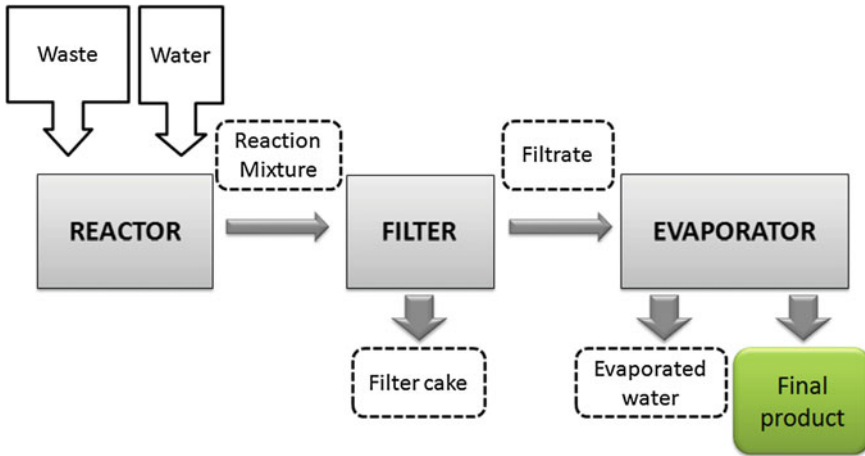 Waste
Water
Reaction
Mixture
Filtrate
REACTOR
FILTER
EVAPORATOR
Filter cake
Evaporated
water
Final
product